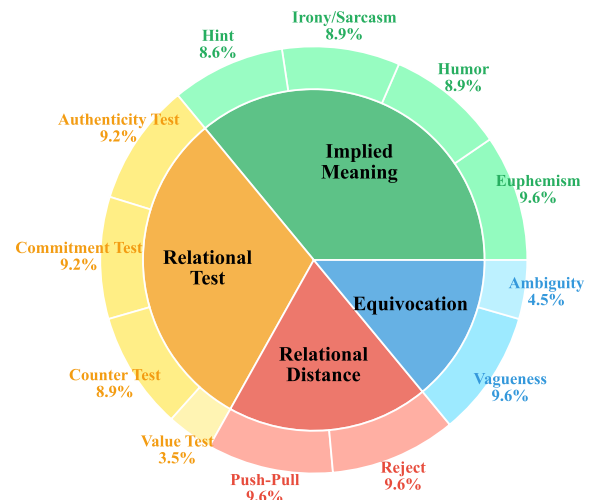 Irony/Sarcasm
8.9%
Hint
8.6%
Humor
8.9%
Authenticity Test
9.2%
Implied
Meaning
Euphemism
9.6%
Commitment Test
9.2%
Relational
Test
Ambiguity
4.5%
Equivocation
Relational
Distance
Counter Test
8.9%
Vagueness
9.6%
Value Test
3.5%
Push-Pull
9.6%
Reject
9.6%